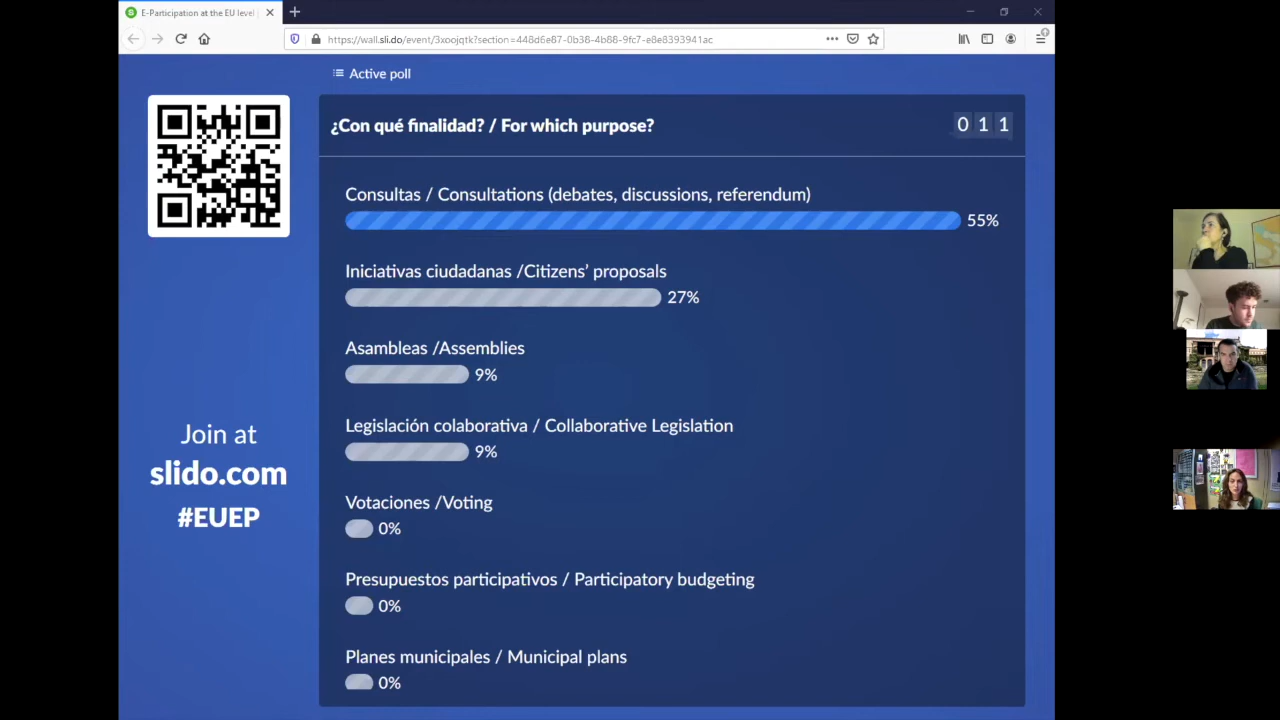 E-Participation at the EU level
https://wall.sli.do/event/3xoojqtk?section=448d6e87-0b38-4b88-9fc7-e8e8393941ac
Active poll
¿Con qué finalidad? / For which purpose?
0 1 1
Consultas / Consultations (debates, discussions, referendum)
55%
Iniciativas ciudadanas /Citizens’ proposals
27%
Asambleas /Assemblies
9%
Legislación colaborativa / Collaborative Legislation
9%
Votaciones /Voting
0%
Presupuestos participativos / Participatory budgeting
0%
Planes municipales / Municipal plans
0%
Join at
slido.com
#EUEP